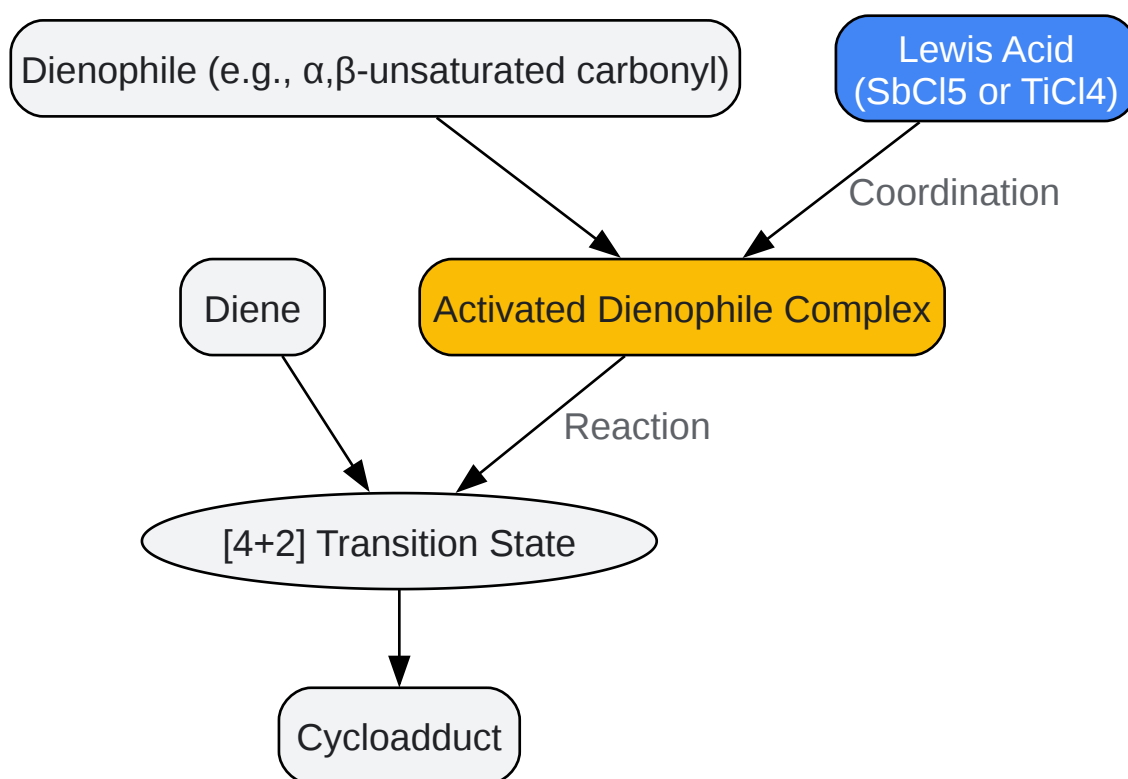 Dienophile (e.g., α,β-unsaturated carbonyl)
Lewis Acid
(SbCl5 or TiCl4)
Coordination
Diene
Activated Dienophile Complex
Reaction
[4+2] Transition State
Cycloadduct